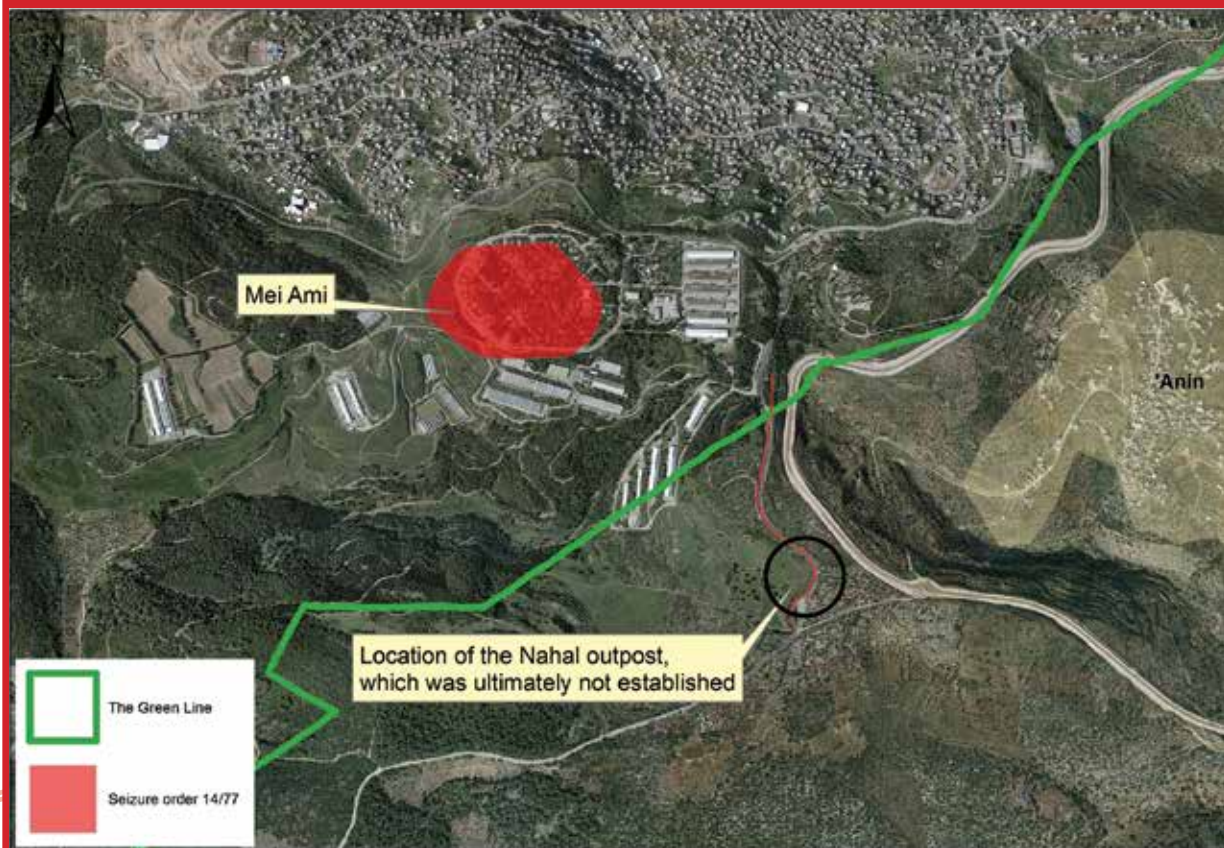 Mei Ami
'Anin
Location of the Nahal outpost,
which was ultimately not established
The Green Line
Seizure order 14/77